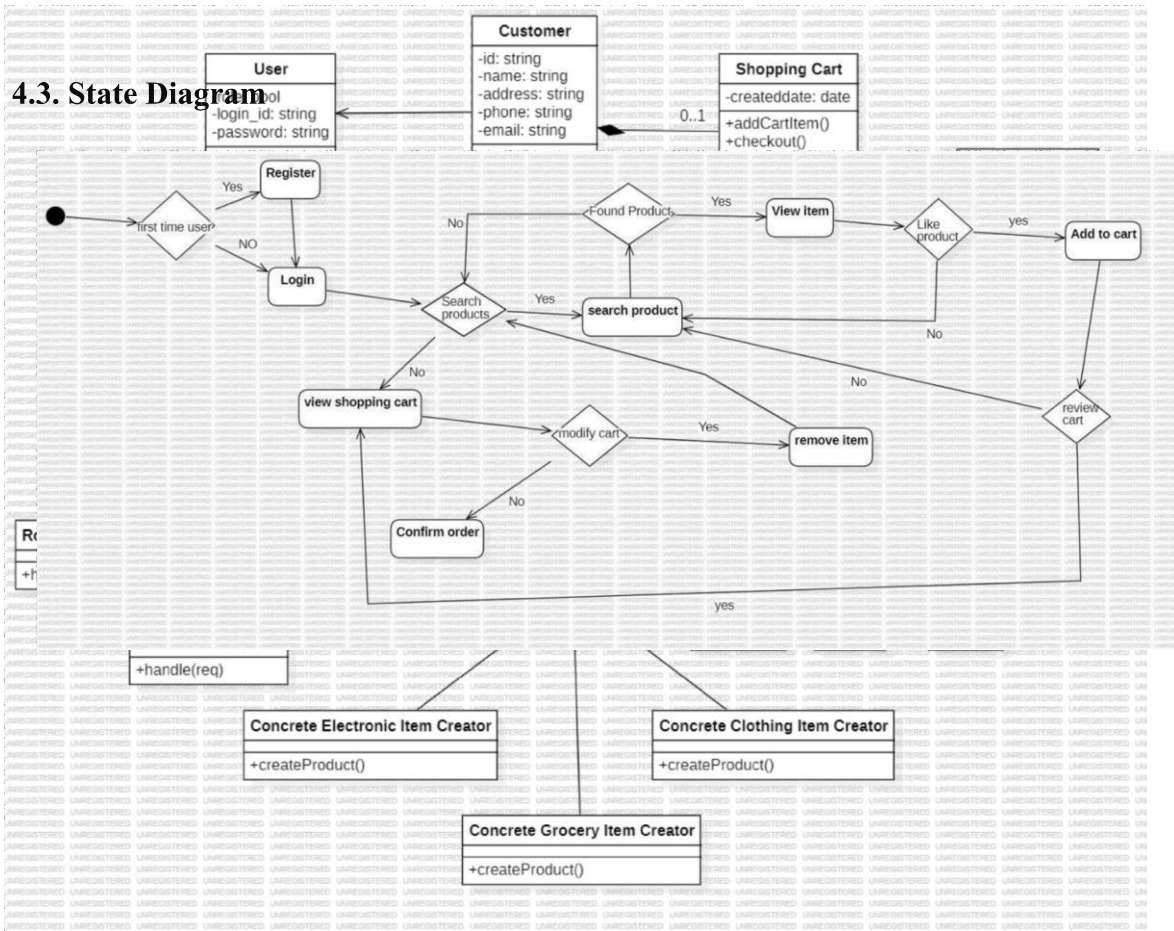 Customer
-id: string
-name: string
-address: string
-phone: string
-email: string
User
-login_id: string
-password: string
Shopping Cart
-createddate: date
+addCartItem()
+checkout()
0..1
4.3. State Diagram
first time user
Yes
Register
NO
Login
Search
products
Yes
search product
No
Found Product
Yes
View item
Like
product
yes
Add to cart
No
No
review
cart
yes
No
view shopping cart
modify cart
Yes
remove item
No
Confirm order
+handle(req)
Concrete Electronic Item Creator
+createProduct()
Concrete Clothing Item Creator
+createProduct()
Concrete Grocery Item Creator
+createProduct()
UNREGISTERED